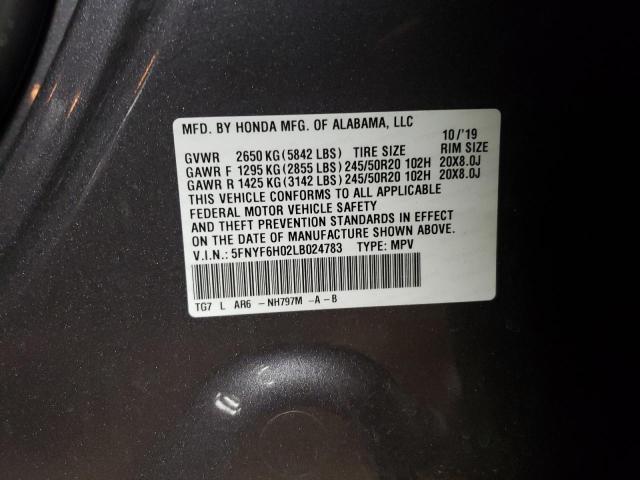 MFD. BY HONDA MFG. OF ALABAMA, LLC
10/'19
GVWR 2650 KG (5842 LBS) TIRE SIZE RIM SIZE
GAWR F 1295 KG (2855 LBS) 245/50R20 102H 20X8.0J
GAWR R 1425 KG (3142 LBS) 245/50R20 102H 20X8.0J
THIS VEHICLE CONFORMS TO ALL APPLICABLE
FEDERAL MOTOR VEHICLE SAFETY
AND THEFT PREVENTION STANDARDS IN EFFECT
ON THE DATE OF MANUFACTURE SHOWN ABOVE.
V.I.N.: 5FNYF6H02LB024783 TYPE: MPV
TG7 L AR6 - NH797M -A-B